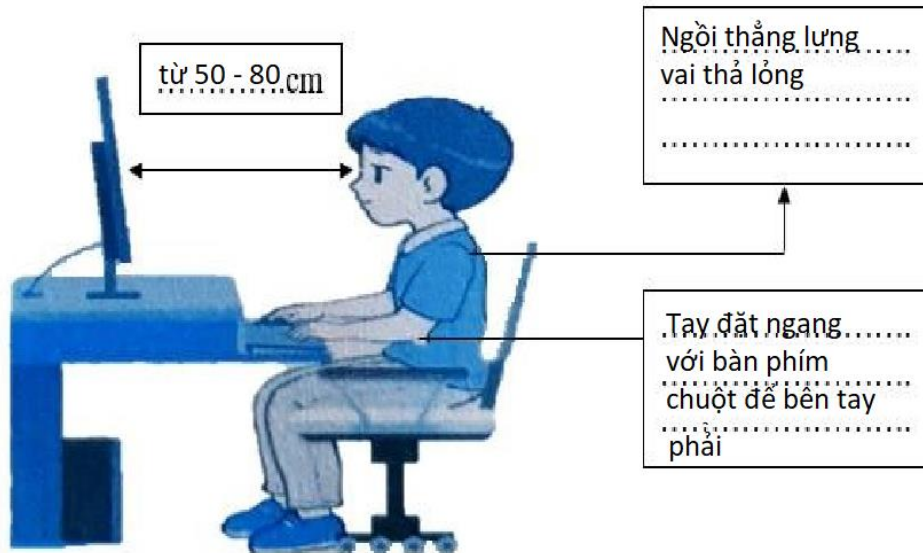 từ 50 - 80 cm
Ngồi thẳng lưng
vai thả lỏng
Tay đặt ngang
với bàn phím
chuột để bên tay
phải